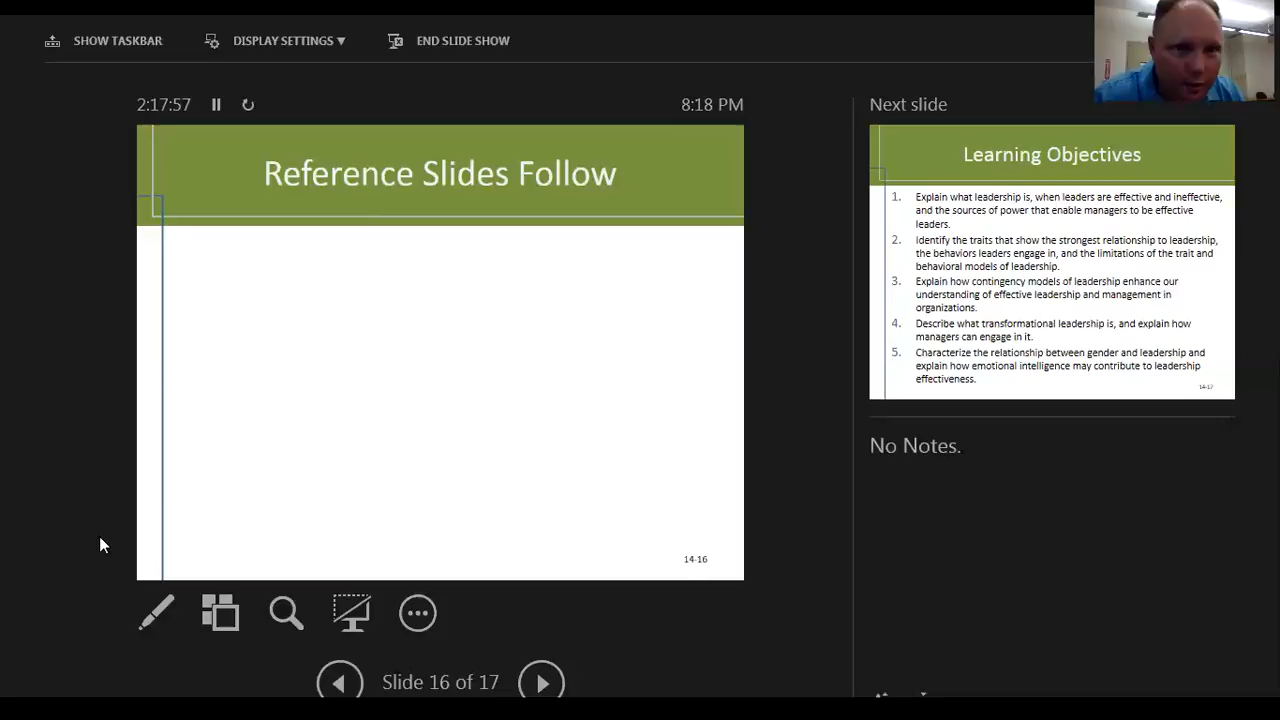 SHOW TASKBAR
DISPLAY SETTINGS ▼
END SLIDE SHOW
2:17:57
8:18 PM
Next slide
Reference Slides Follow
14-16
Learning Objectives
1. Explain what leadership is, when leaders are effective and ineffective,
and the sources of power that enable managers to be effective
leaders.
2. Identify the traits that show the strongest relationship to leadership,
the behaviors leaders engage in, and the limitations of the trait and
behavioral models of leadership.
3. Explain how contingency models of leadership enhance our
understanding of effective leadership and management in
organizations.
4. Describe what transformational leadership is, and explain how
managers can engage in it.
5. Characterize the relationship between gender and leadership and
explain how emotional intelligence may contribute to leadership
effectiveness.
14-17
No Notes.
Slide 16 of 17